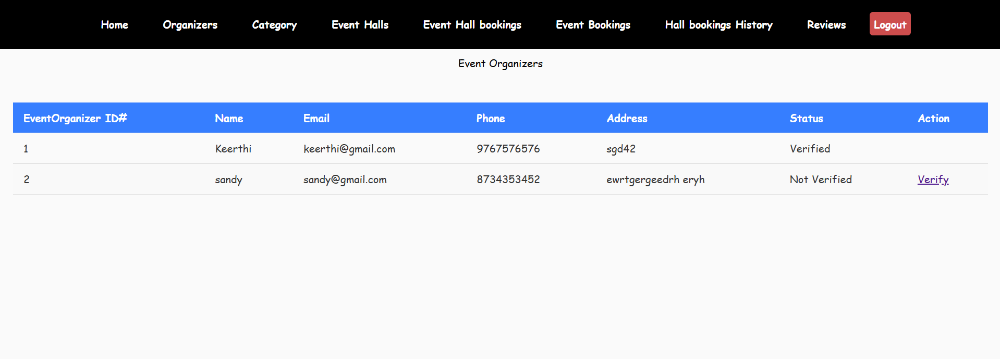 Home Organizers Category Event Halls Event Hall bookings Event Bookings Hall bookings History Reviews Logout
Event Organizers
EventOrganizer ID# Name Email Phone Address Status Action
1 Keerthi keerthi@gmail.com 9767576576 sgd42 Verified
2 sandy sandy@gmail.com 8734353452 ewrtgergeedrh eryh Not Verified Verify